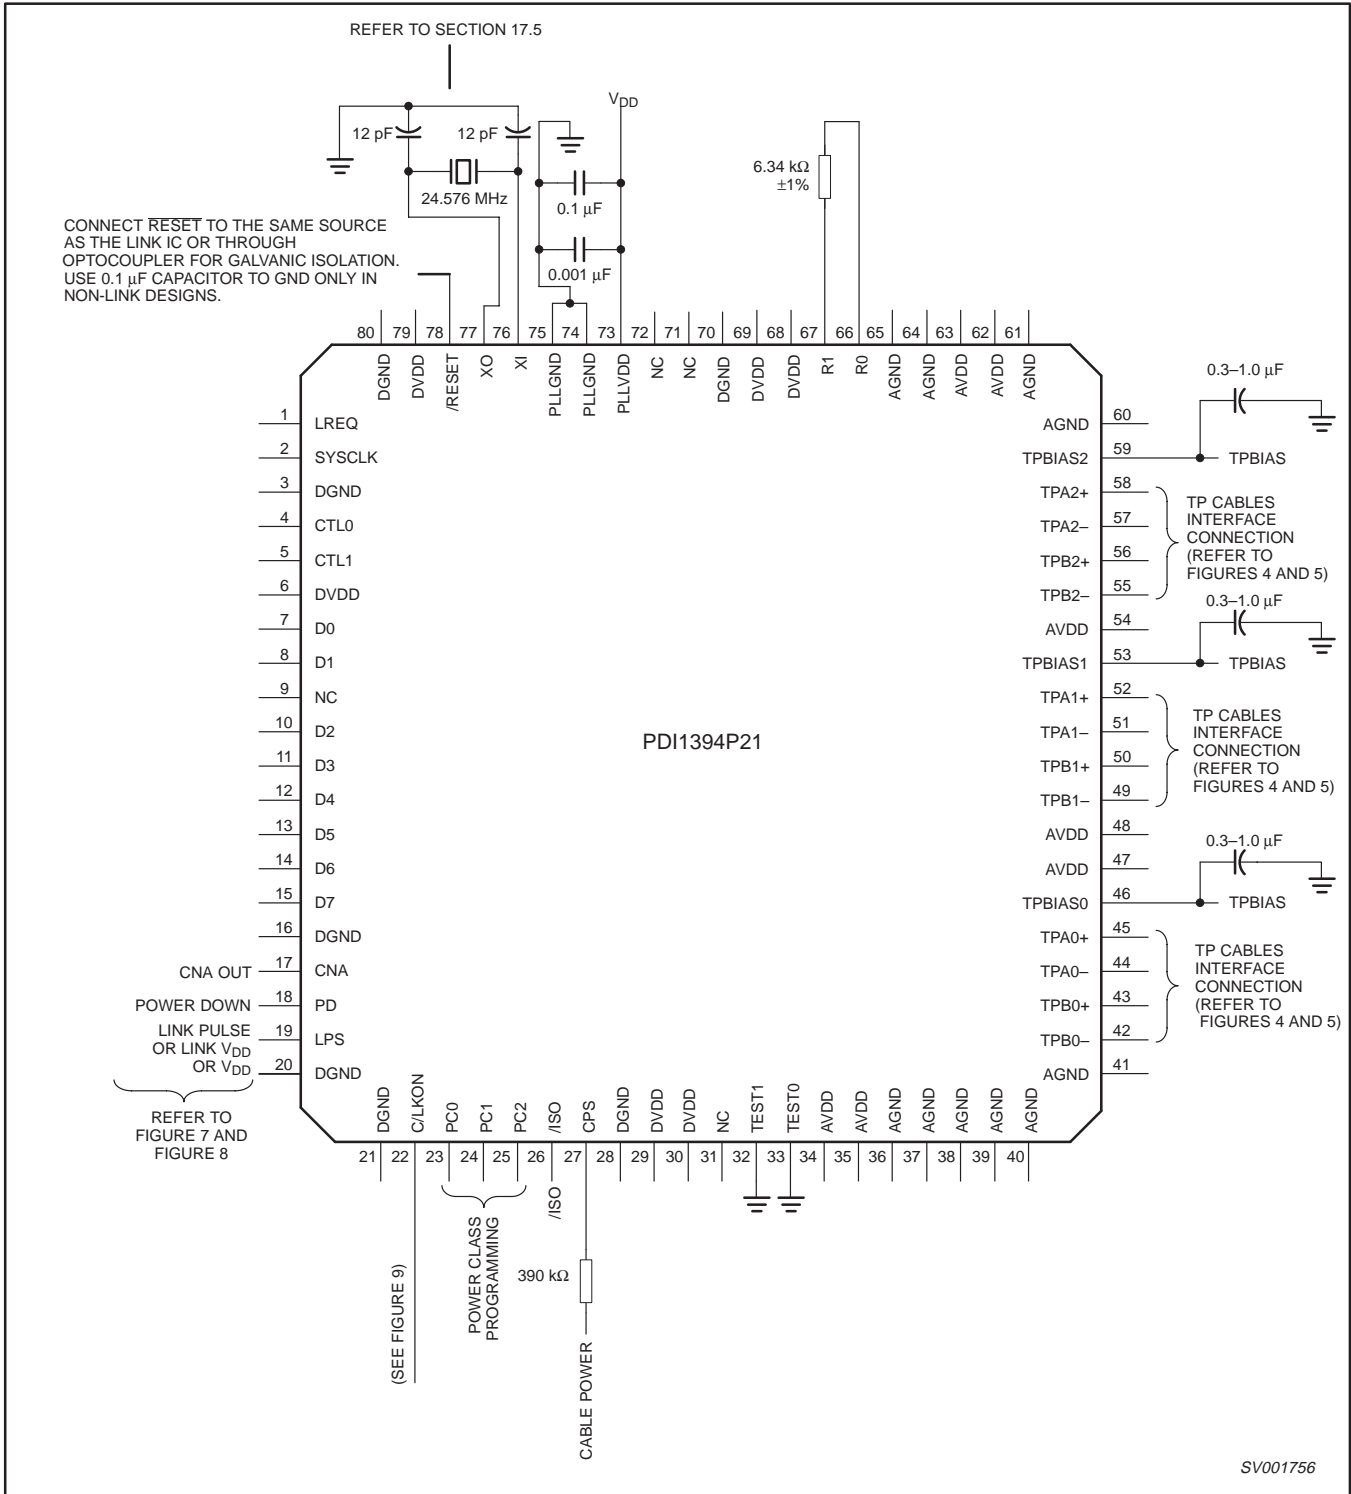 REFER TO SECTION 17.5
VDD
12 pF
12 pF
24.576 MHz
0.1 μF
0.001 μF
6.34 kΩ
±1%
CONNECT RESET TO THE SAME SOURCE
AS THE LINK IC OR THROUGH
OPTOCOUPLER FOR GALVANIC ISOLATION.
USE 0.1 μF CAPACITOR TO GND ONLY IN
NON-LINK DESIGNS.
80 79 78 77 76 75 74 73 72 71 70 69 68 67 66 65 64 63 62 61
DGND
DVDD
/RESET
XO
XI
PLLGND
PLLGND
PLLVDD
NC
NC
DGND
DVDD
DVDD
R1
R0
AGND
AGND
AVDD
AVDD
AGND
1 LREQ
2 SYSCLK
3 DGND
4 CTL0
5 CTL1
6 DVDD
7 D0
8 D1
9 NC
10 D2
11 D3
12 D4
13 D5
14 D6
15 D7
16 DGND
CNA OUT 17 CNA
POWER DOWN 18 PD
LINK PULSE
OR LINK VDD
OR VDD
19 LPS
20 DGND
REFER TO
FIGURE 7 AND
FIGURE 8
PDI1394P21
AGND 60
0.3–1.0 μF
TPBIAS2 59 TPBIAS
TPA2+ 58
TPA2– 57
TPB2+ 56
TPB2– 55
TP CABLES
INTERFACE
CONNECTION
(REFER TO
FIGURES 4 AND 5)
0.3–1.0 μF
AVDD 54
TPBIAS1 53 TPBIAS
TPA1+ 52
TPA1– 51
TPB1+ 50
TPB1– 49
TP CABLES
INTERFACE
CONNECTION
(REFER TO
FIGURES 4 AND 5)
AVDD 48
0.3–1.0 μF
AVDD 47
TPBIAS0 46 TPBIAS
TPA0+ 45
TPA0– 44
TPB0+ 43
TPB0– 42
TP CABLES
INTERFACE
CONNECTION
(REFER TO
FIGURES 4 AND 5)
AGND 41
DGND
C/LKON
PC0
PC1
PC2
/ISO
CPS
DGND
DVDD
DVDD
NC
TEST1
TEST0
AVDD
AVDD
AGND
AGND
AGND
AGND
AGND
21 22 23 24 25 26 27 28 29 30 31 32 33 34 35 36 37 38 39 40
(SEE FIGURE 9)
POWER CLASS
PROGRAMMING
/ISO
390 kΩ
CABLE POWER
SV001756